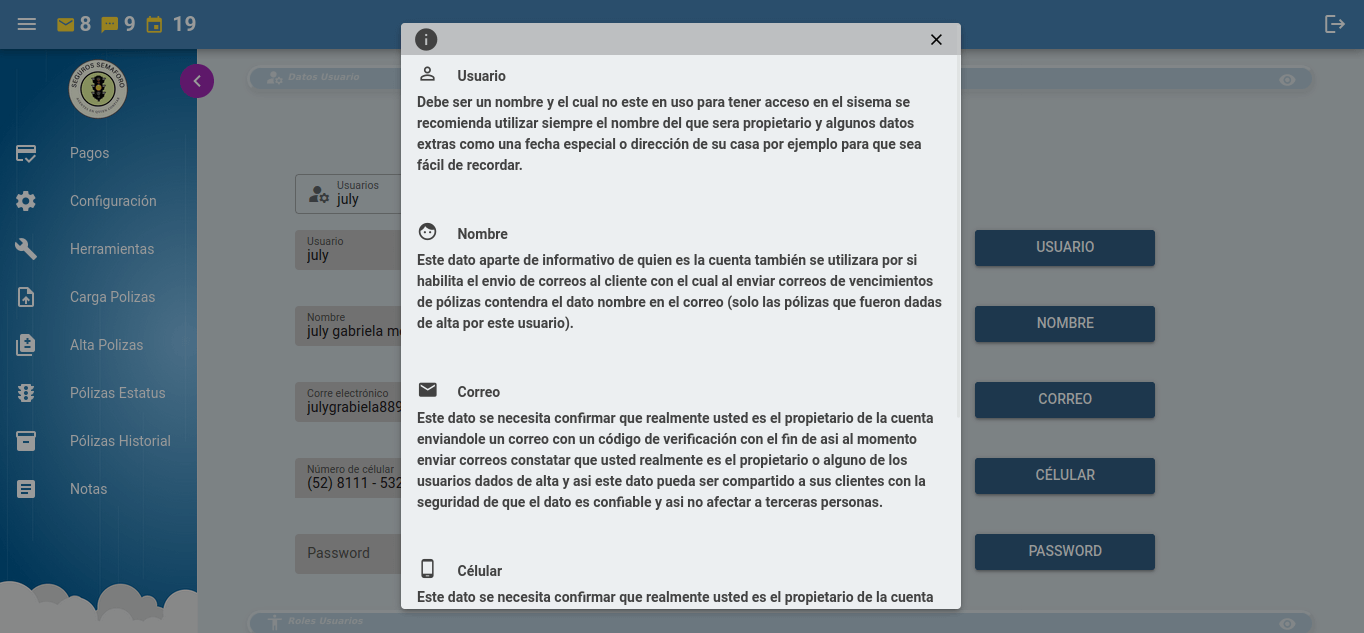 8 9 19
SEGUROS SEMAFORO
Pagos
Configuración
Herramientas
Carga Polizas
Alta Polizas
Pólizas Estatus
Pólizas Historial
Notas
Datos Usuario
Usuarios
july
Usuario
july
Nombre
july gabriela m
Corre electrónico
julygrabiela889
Número de célular
(52) 8111 - 532
Password
Usuario
Debe ser un nombre y el cual no este en uso para tener acceso en el sisema se
recomienda utilizar siempre el nombre del que sera propietario y algunos datos
extras como una fecha especial o dirección de su casa por ejemplo para que sea
fácil de recordar.
Nombre
Este dato aparte de informativo de quien es la cuenta también se utilizara por si
habilita el envio de correos al cliente con el cual al enviar correos de vencimientos
de pólizas contendra el dato nombre en el correo (solo las pólizas que fueron dadas
de alta por este usuario).
Correo
Este dato se necesita confirmar que realmente usted es el propietario de la cuenta
enviandole un correo con un código de verificación con el fin de asi al momento
enviar correos constatar que usted realmente es el propietario o alguno de los
usuarios dados de alta y asi este dato pueda ser compartido a sus clientes con la
seguridad de que el dato es confiable y asi no afectar a terceras personas.
Célular
Este dato se necesita confirmar que realmente usted es el propietario de la cuenta
USUARIO
NOMBRE
CORREO
CÉLULAR
PASSWORD
Roles Usuarios